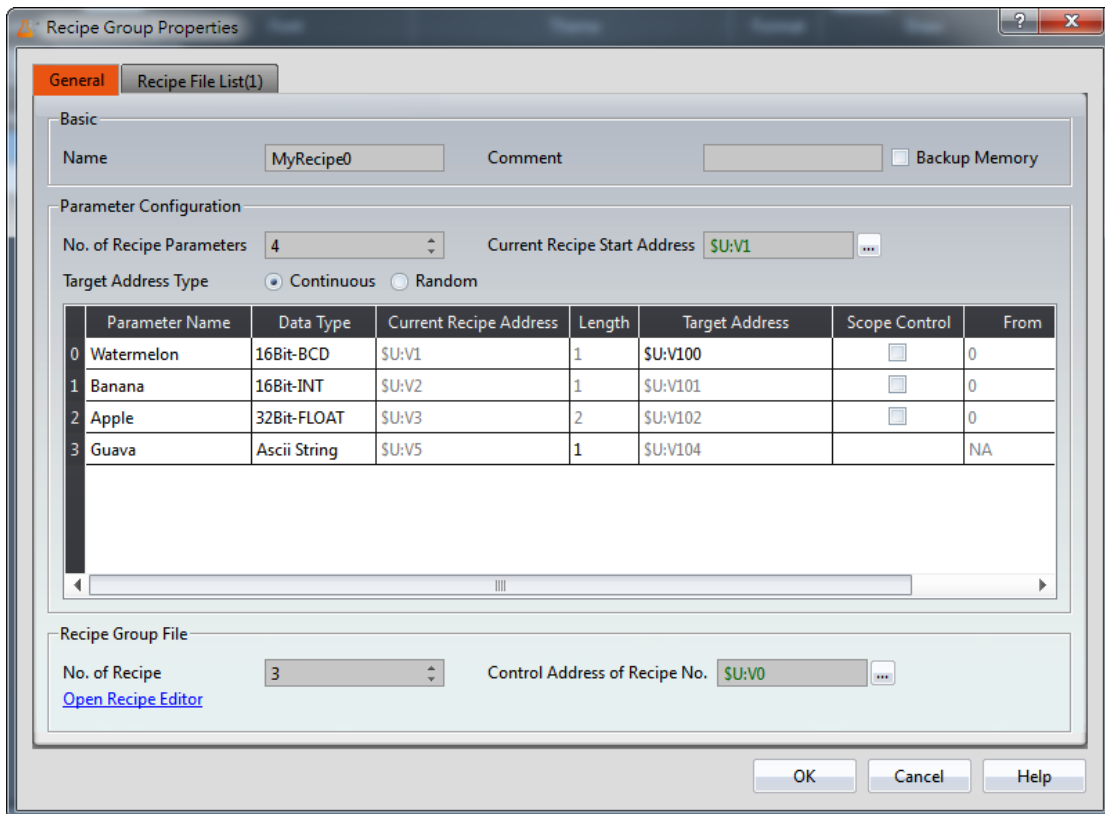 Recipe Group Properties
General Recipe File List(1)
Basic
Name MyRecipe0 Comment Backup Memory
Parameter Configuration
No. of Recipe Parameters 4 Current Recipe Start Address $U:V1 ...
Target Address Type Continuous Random
Parameter Name Data Type Current Recipe Address Length Target Address Scope Control From
0 Watermelon 16Bit-BCD $U:V1 1 $U:V100 0
1 Banana 16Bit-INT $U:V2 1 $U:V101 0
2 Apple 32Bit-FLOAT $U:V3 2 $U:V102 0
3 Guava Ascii String $U:V5 1 $U:V104 NA
Recipe Group File
No. of Recipe 3 Control Address of Recipe No. $U:V0 ...
Open Recipe Editor
OK Cancel Help